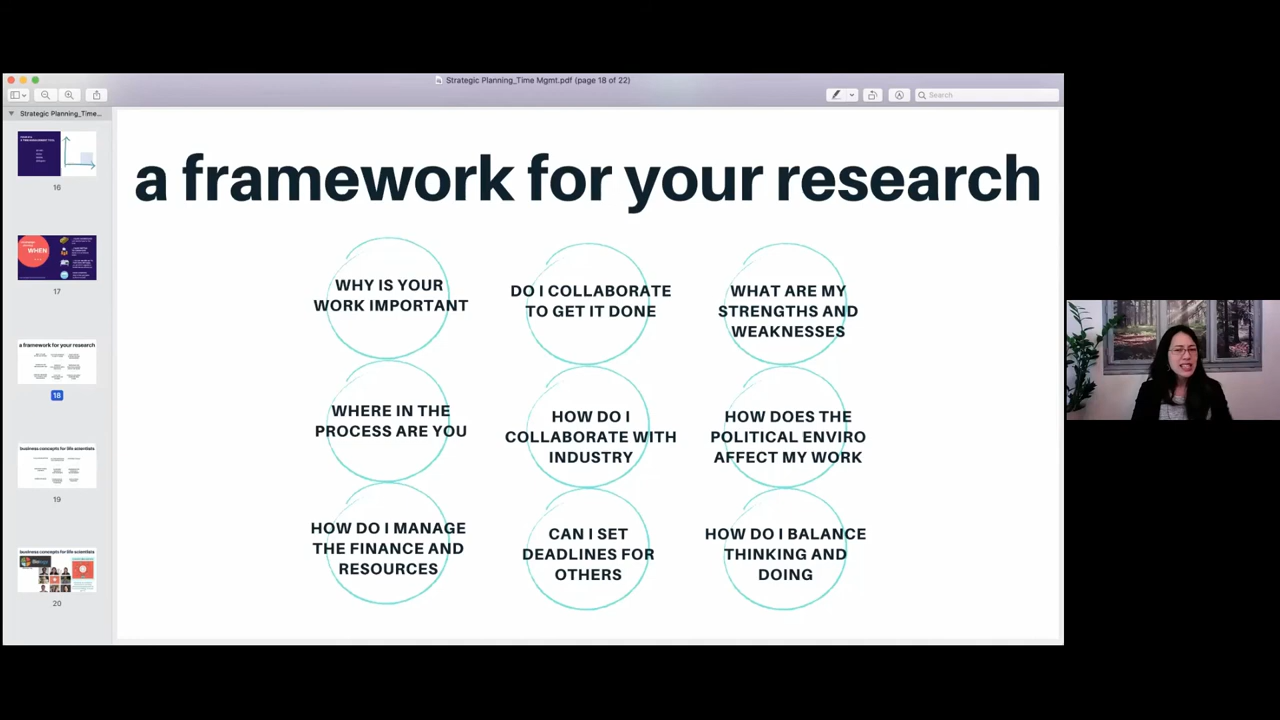 Strategic Planning_Time Mgmt.pdf (page 18 of 22)
Search
Strategic Planning_Time...
16
WHEN
17
a framework for your research
18
business concepts for life scientists
19
business concepts for life scientists
20
a framework for your research
WHY IS YOUR
WORK IMPORTANT
DO I COLLABORATE
TO GET IT DONE
WHAT ARE MY
STRENGTHS AND
WEAKNESSES
WHERE IN THE
PROCESS ARE YOU
HOW DO I
COLLABORATE WITH
INDUSTRY
HOW DOES THE
POLITICAL ENVIRO
AFFECT MY WORK
HOW DO I MANAGE
THE FINANCE AND
RESOURCES
CAN I SET
DEADLINES FOR
OTHERS
HOW DO I BALANCE
THINKING AND
DOING